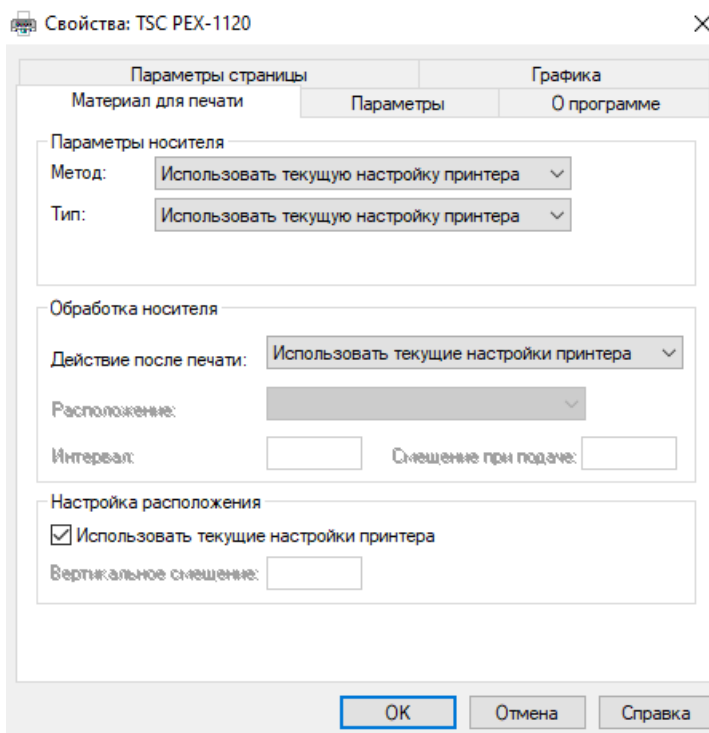 Свойства: TSC PEX-1120
Параметры страницы
Графика
Материал для печати
Параметры
О программе
Параметры носителя
Метод: Использовать текущую настройку принтера
Тип: Использовать текущую настройку принтера
Обработка носителя
Действие после печати: Использовать текущие настройки принтера
Расположение:
Интервал: Смещение при подаче:
Настройка расположения
Использовать текущие настройки принтера
Вертикальное смещение:
OK Отмена Справка